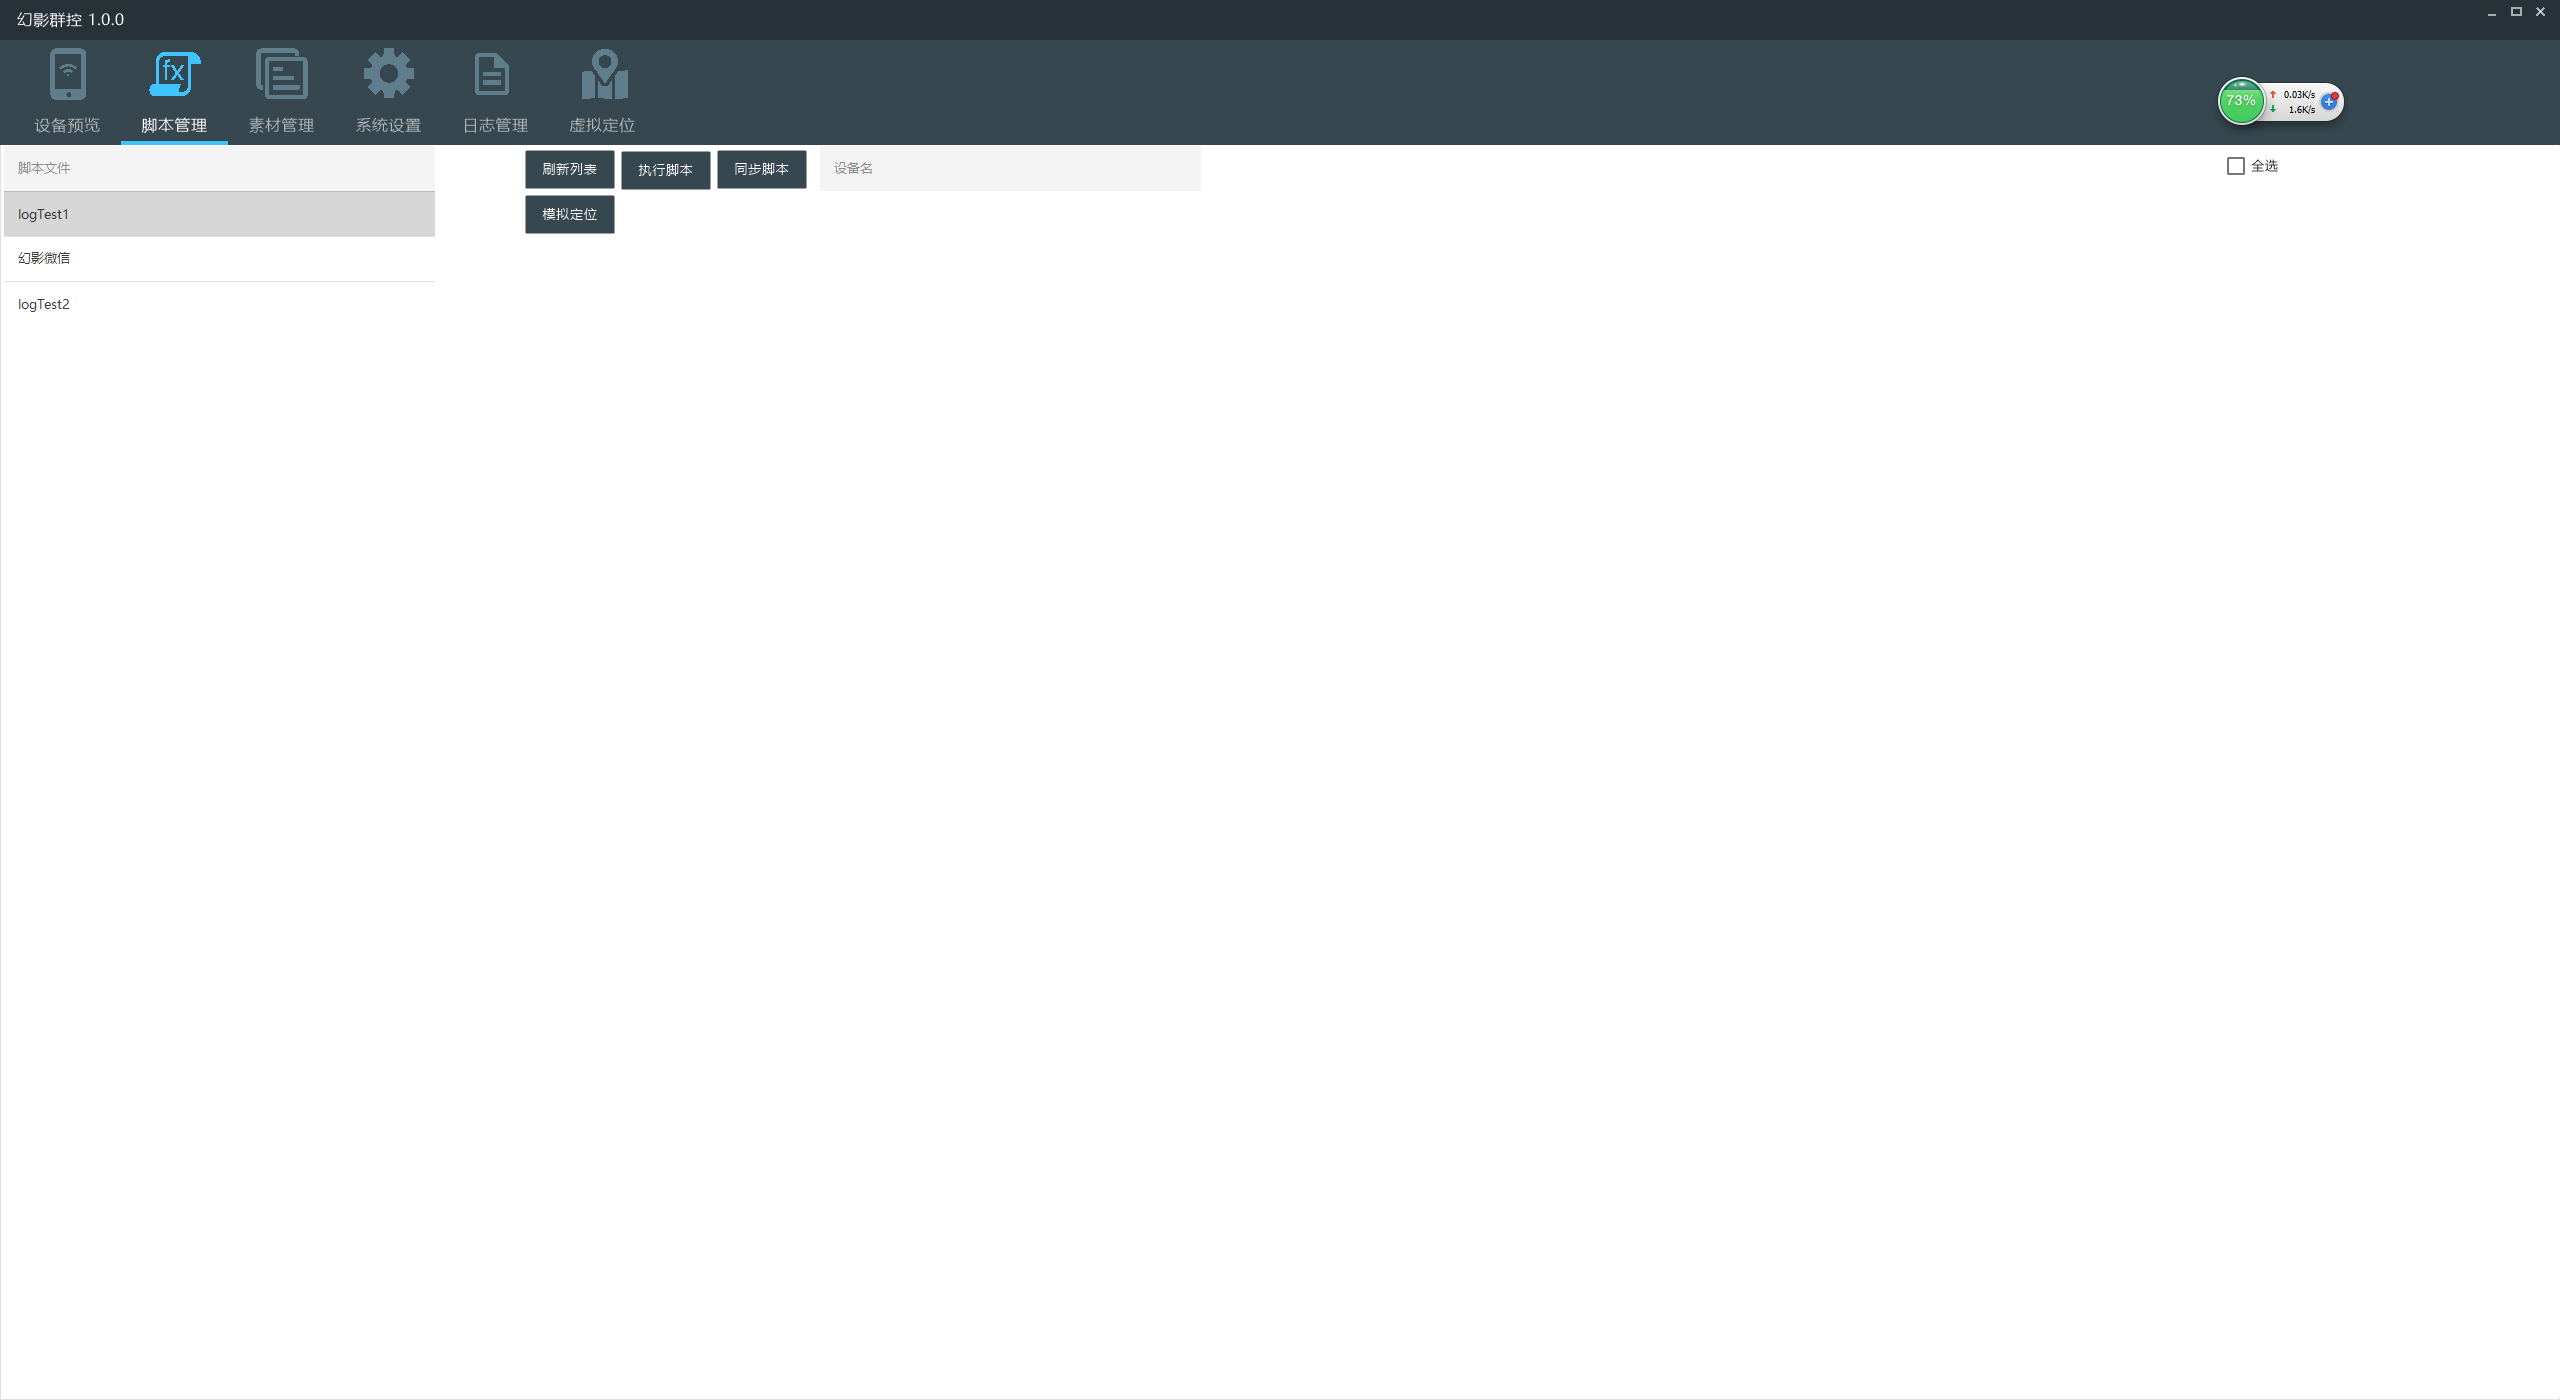 幻影群控 1.0.0
fx
设备预览 脚本管理 素材管理 系统设置 日志管理 虚拟定位
73% 0.03K/s
1.6K/s
脚本文件 刷新列表 执行脚本 同步脚本 设备名 全选
logTest1 模拟定位
幻影微信
logTest2